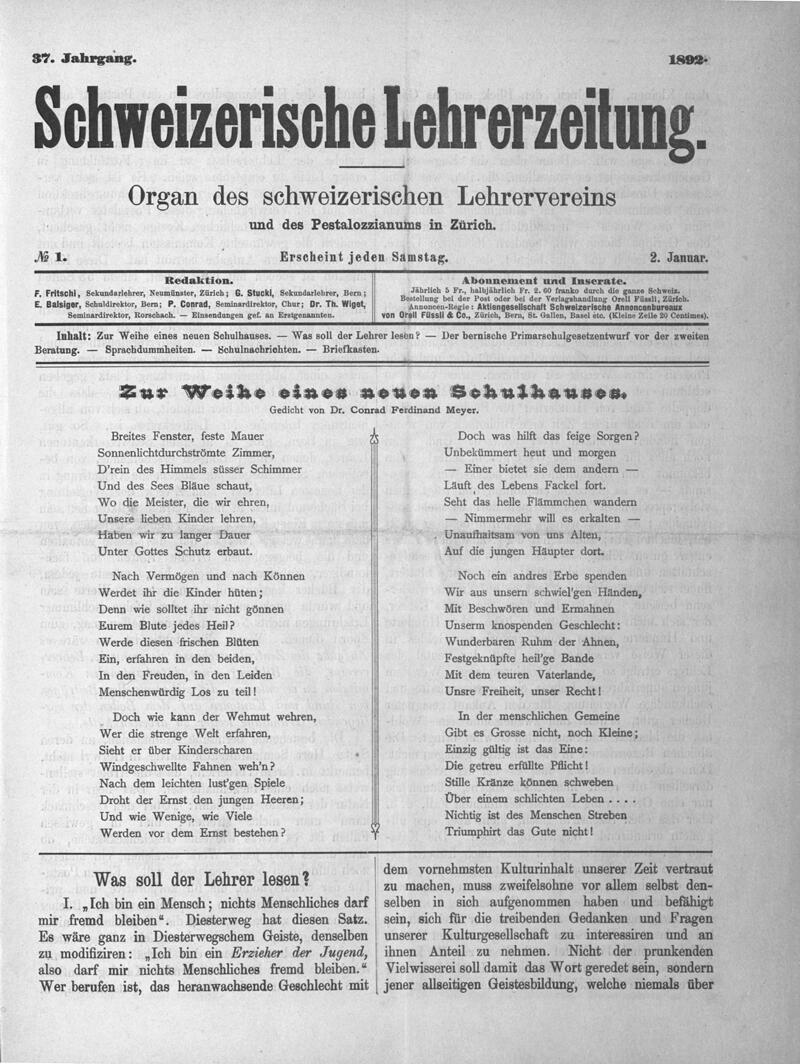 37. Jahrgang.
1892.
Schweizerische Lehrerzeitung.
Organ des schweizerischen Lehrervereins
und des Pestalozzianums in Zürich.
№ 1.
Erscheint jeden Samstag.
2. Januar.
Redaktion.
F. Fritschi, Sekundarlehrer, Neumünster, Zürich; G. Stucki, Sekundarlehrer, Bern;
E. Balsiger, Schuldirektor, Bern; P. Conrad, Seminardirektor, Chur; Dr. Th. Wiget,
Seminardirektor, Rorschach. — Einsendungen gef. an Erstgenannten.
Abonnement und Inserate.
Jährlich 5 Fr., halbjährlich Fr. 2. 60 franko durch die ganze Schweiz.
Bestellung bei der Post oder bei der Verlagshandlung Orell Füssli, Zürich.
Annoncen-Régie: Aktiengesellschaft Schweizerische Annoncenbureaux
von Orell Füssli & Co., Zürich, Bern, St. Gallen, Basel etc. (Kleine Zeile 20 Centimes).
Inhalt: Zur Weihe eines neuen Schulhauses. — Was soll der Lehrer lesen? — Der bernische Primarschulgesetzentwurf vor der zweiten
Beratung. — Sprachdummheiten. — Schulnachrichten. — Briefkasten.
Zur Weihe eines neuen Schulhauses.
Gedicht von Dr. Conrad Ferdinand Meyer.
Breites Fenster, feste Mauer
Sonnenlichtdurchströmte Zimmer,
D'rein des Himmels süsser Schimmer
Und des Sees Bläue schaut,
Wo die Meister, die wir ehren,
Unsere lieben Kinder lehren,
Haben wir zu langer Dauer
Unter Gottes Schutz erbaut.
Nach Vermögen und nach Können
Werdet ihr die Kinder hüten;
Denn wie solltet ihr nicht gönnen
Eurem Blute jedes Heil?
Werde diesen frischen Blüten
Ein, erfahren in den beiden,
In den Freuden, in den Leiden
Menschenwürdig Los zu teil!
Doch wie kann der Wehmut wehren,
Wer die strenge Welt erfahren,
Sieht er über Kinderscharen
Windgeschwellte Fahnen weh'n?
Nach dem leichten lust'gen Spiele
Droht der Ernst den jungen Heeren;
Und wie Wenige, wie Viele
Werden vor dem Ernst bestehen?
Doch was hilft das feige Sorgen?
Unbekümmert heut und morgen
— Einer bietet sie dem andern —
Läuft des Lebens Fackel fort.
Seht das helle Flämmchen wandern
— Nimmermehr will es erkalten —
Unaufhaltsam von uns Alten,
Auf die jungen Häupter dort.
Noch ein andres Erbe spenden
Wir aus unsern schwiel'gen Händen,
Mit Beschwören und Ermahnen
Unserm knospenden Geschlecht:
Wunderbaren Ruhm der Ahnen,
Festgeknüpfte heil'ge Bande
Mit dem teuren Vaterlande,
Unsre Freiheit, unser Recht!
In der menschlichen Gemeine
Gibt es Grosse nicht, noch Kleine;
Einzig gültig ist das Eine:
Die getreu erfüllte Pflicht!
Stille Kränze können schweben
Über einem schlichten Leben . . . .
Nichtig ist des Menschen Streben
Triumphirt das Gute nicht!
Was soll der Lehrer lesen?
I. „Ich bin ein Mensch; nichts Menschliches darf
mir fremd bleiben“. Diesterweg hat diesen Satz.
Es wäre ganz in Diesterwegschem Geiste, denselben
zu modifiziren: „Ich bin ein Erzieher der Jugend,
also darf mir nichts Menschliches fremd bleiben.“
Wer berufen ist, das heranwachsende Geschlecht mit
dem vornehmsten Kulturinhalt unserer Zeit vertraut
zu machen, muss zweifelsohne vor allem selbst den-
selben in sich aufgenommen haben und befähigt
sein, sich für die treibenden Gedanken und Fragen
unserer Kulturgesellschaft zu interessiren und an
ihnen Anteil zu nehmen. Nicht der prunkenden
Vielwisserei soll damit das Wort geredet sein, sondern
jener allseitigen Geistesbildung, welche niemals über